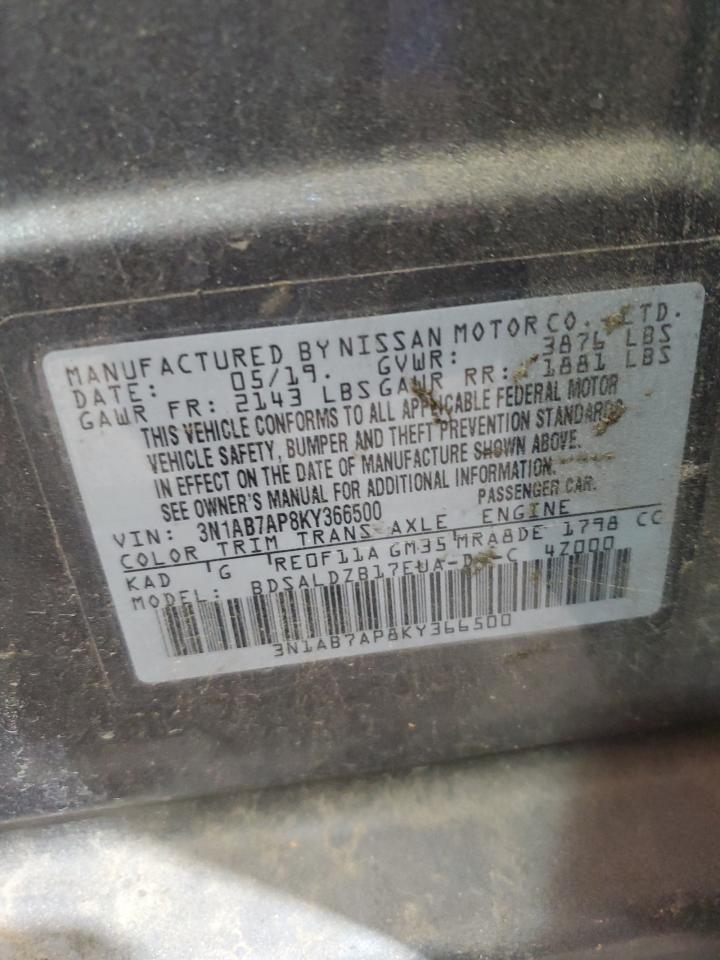 MANUFACTURED BY NISSAN MOTOR CO., LTD.
DATE: 05/19. GVWR: 3876 LBS
GAWR FR: 2143 LBS GAWR RR: 1881 LBS
THIS VEHICLE CONFORMS TO ALL APPLICABLE FEDERAL MOTOR
VEHICLE SAFETY, BUMPER AND THEFT PREVENTION STANDARDS
IN EFFECT ON THE DATE OF MANUFACTURE SHOWN ABOVE.
SEE OWNER'S MANUAL FOR ADDITIONAL INFORMATION.
PASSENGER CAR.
VIN: 3N1AB7AP8KY366500
COLOR TRIM TRANS AXLE ENGINE
KAD G RE0F11A GM35 MRA8DE 1798 CC
MODEL: 4Z000
3N1AB7AP8KY366500